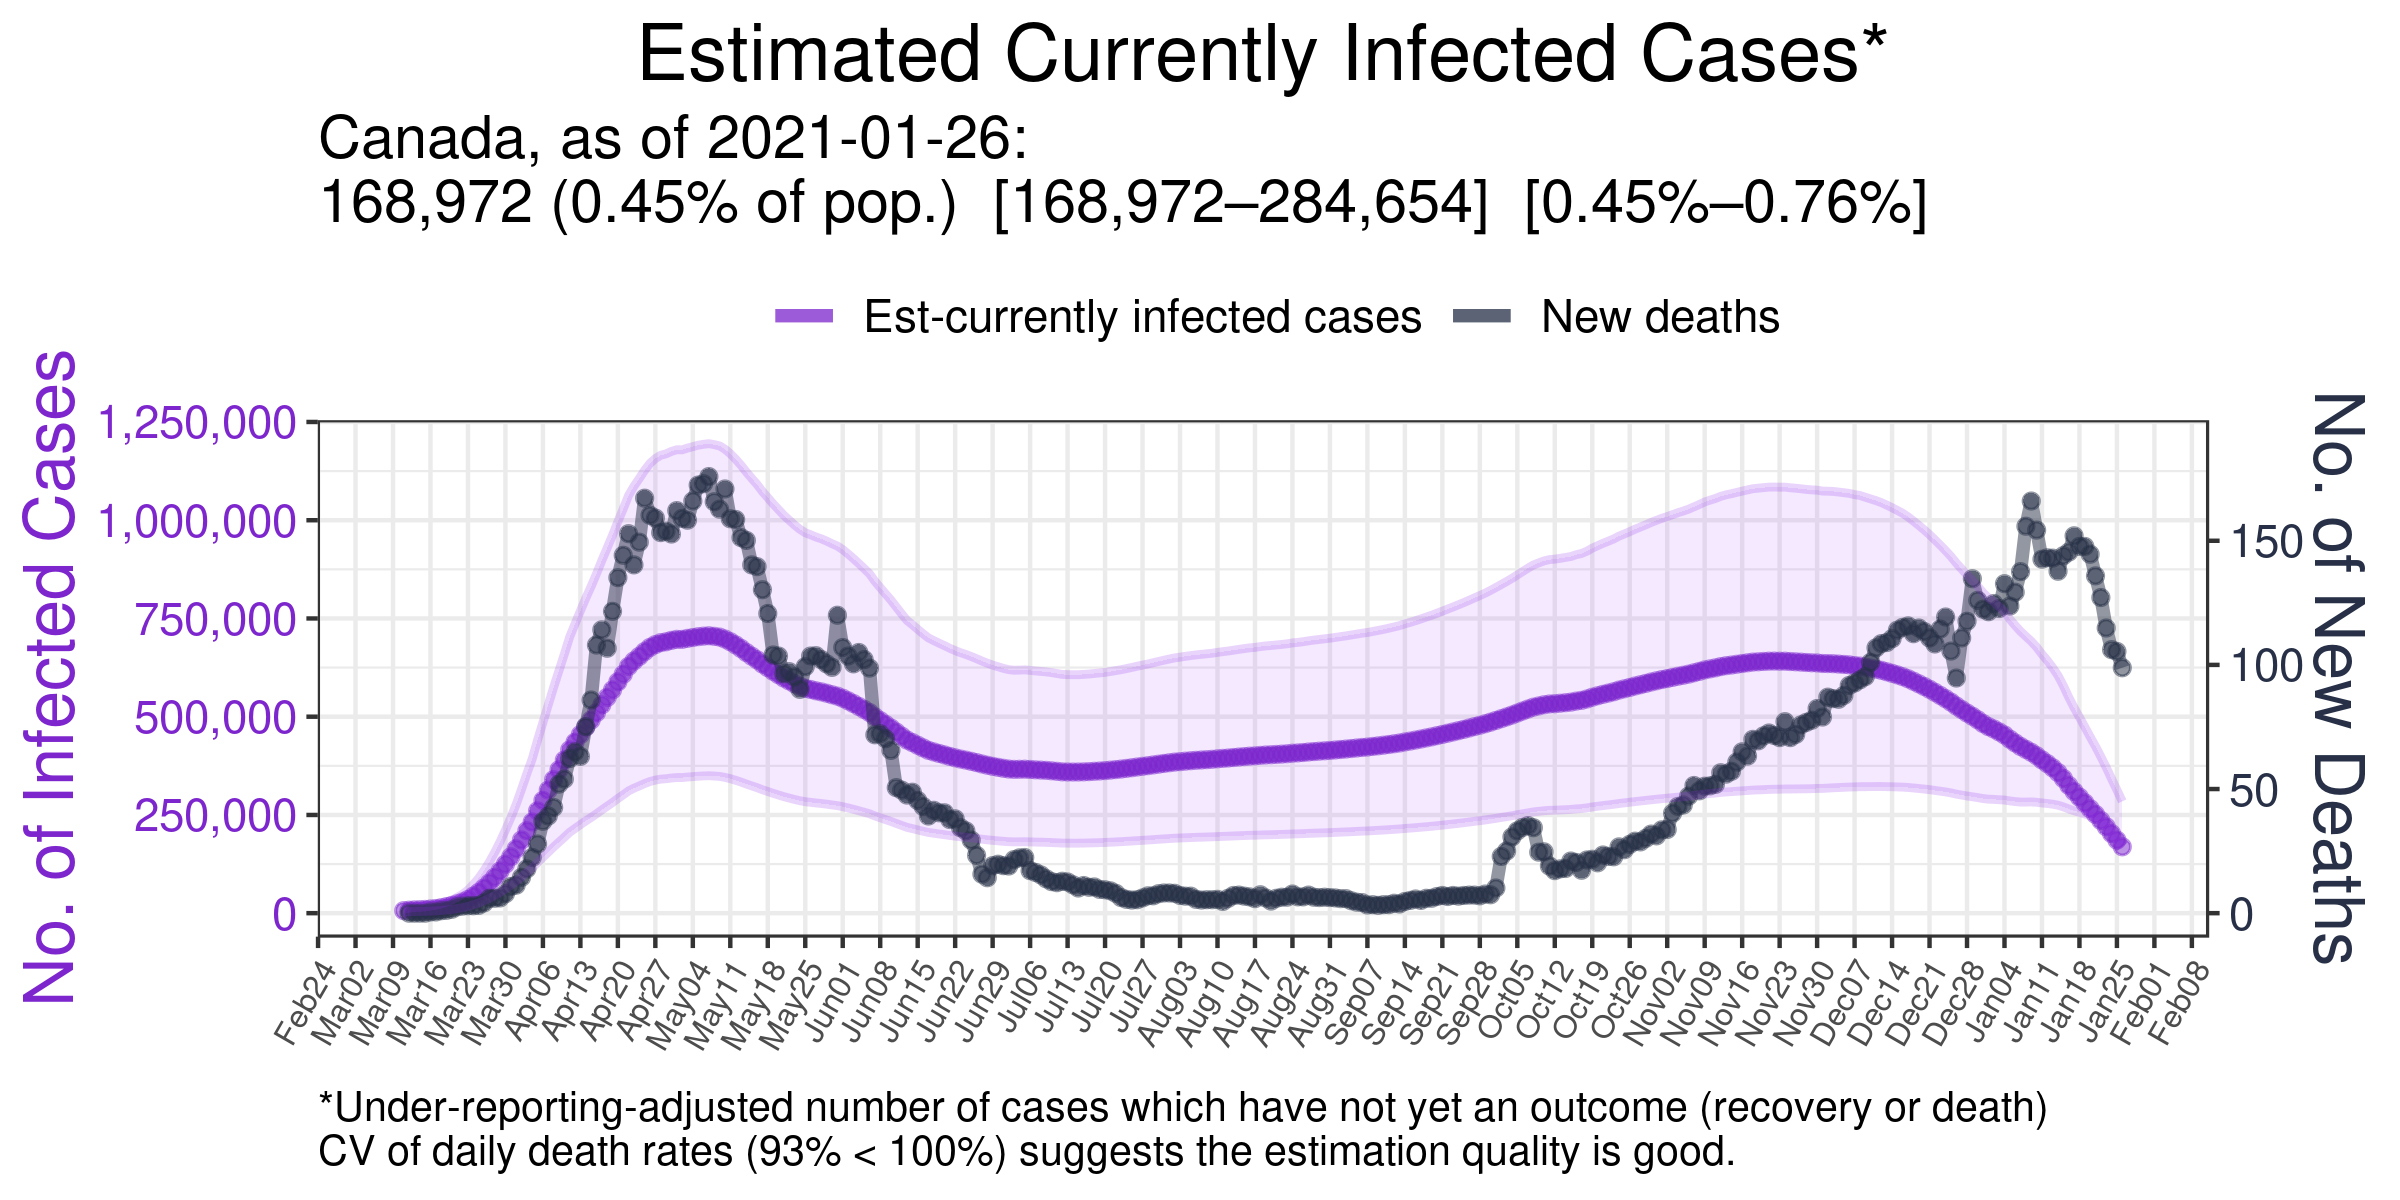 Estimated Currently Infected Cases*
Canada, as of 2021-01-26:
168,972 (0.45% of pop.) [168,972–284,654] [0.45%–0.76%]
Est-currently infected cases
New deaths
No. of Infected Cases
1,250,000
1,000,000
750,000
500,000
250,000
0
150
100
50
0
No. of New Deaths
Feb24
Mar02
Mar09
Mar16
Mar23
Mar30
Apr06
Apr13
Apr20
Apr27
May04
May11
May18
May25
Jun01
Jun08
Jun15
Jun22
Jun29
Jul06
Jul13
Jul20
Jul27
Aug03
Aug10
Aug17
Aug24
Aug31
Sep07
Sep14
Sep21
Sep28
Oct05
Oct12
Oct19
Oct26
Nov02
Nov09
Nov16
Nov23
Nov30
Dec07
Dec14
Dec21
Dec28
Jan04
Jan11
Jan18
Jan25
Feb01
Feb08
*Under-reporting-adjusted number of cases which have not yet an outcome (recovery or death)
CV of daily death rates (93% < 100%) suggests the estimation quality is good.